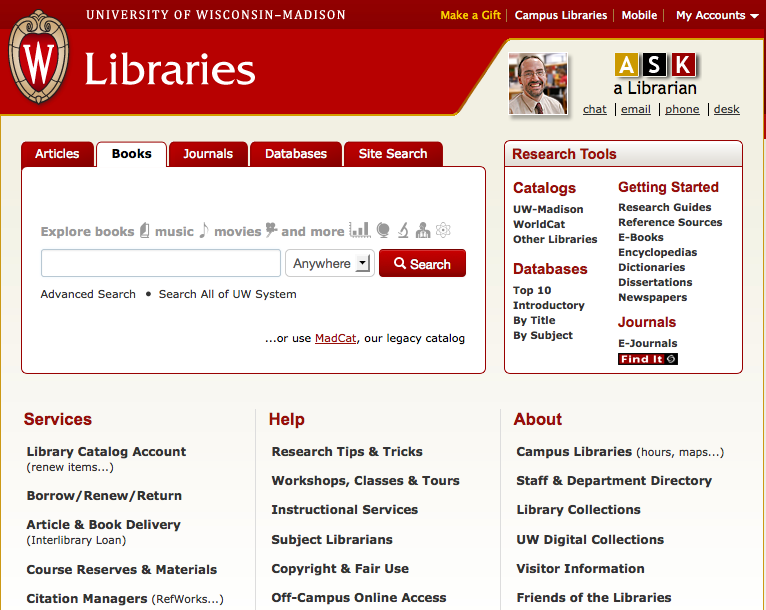 UNIVERSITY OF WISCONSIN–MADISON
Make a Gift | Campus Libraries | Mobile | My Accounts
W
Libraries
ASK
a Librarian
chat | email | phone | desk
Articles
Books
Journals
Databases
Site Search
Explore books music movies and more
Anywhere
Search
Advanced Search • Search All of UW System
...or use MadCat, our legacy catalog
Research Tools
Catalogs
UW-Madison
WorldCat
Other Libraries
Databases
Top 10
Introductory
By Title
By Subject
Getting Started
Research Guides
Reference Sources
E-Books
Encyclopedias
Dictionaries
Dissertations
Newspapers
Journals
E-Journals
Find It
Services
Library Catalog Account
(renew items...)
Borrow/Renew/Return
Article & Book Delivery
(Interlibrary Loan)
Course Reserves & Materials
Citation Managers (RefWorks...)
Help
Research Tips & Tricks
Workshops, Classes & Tours
Instructional Services
Subject Librarians
Copyright & Fair Use
Off-Campus Online Access
About
Campus Libraries (hours, maps...)
Staff & Department Directory
Library Collections
UW Digital Collections
Visitor Information
Friends of the Libraries